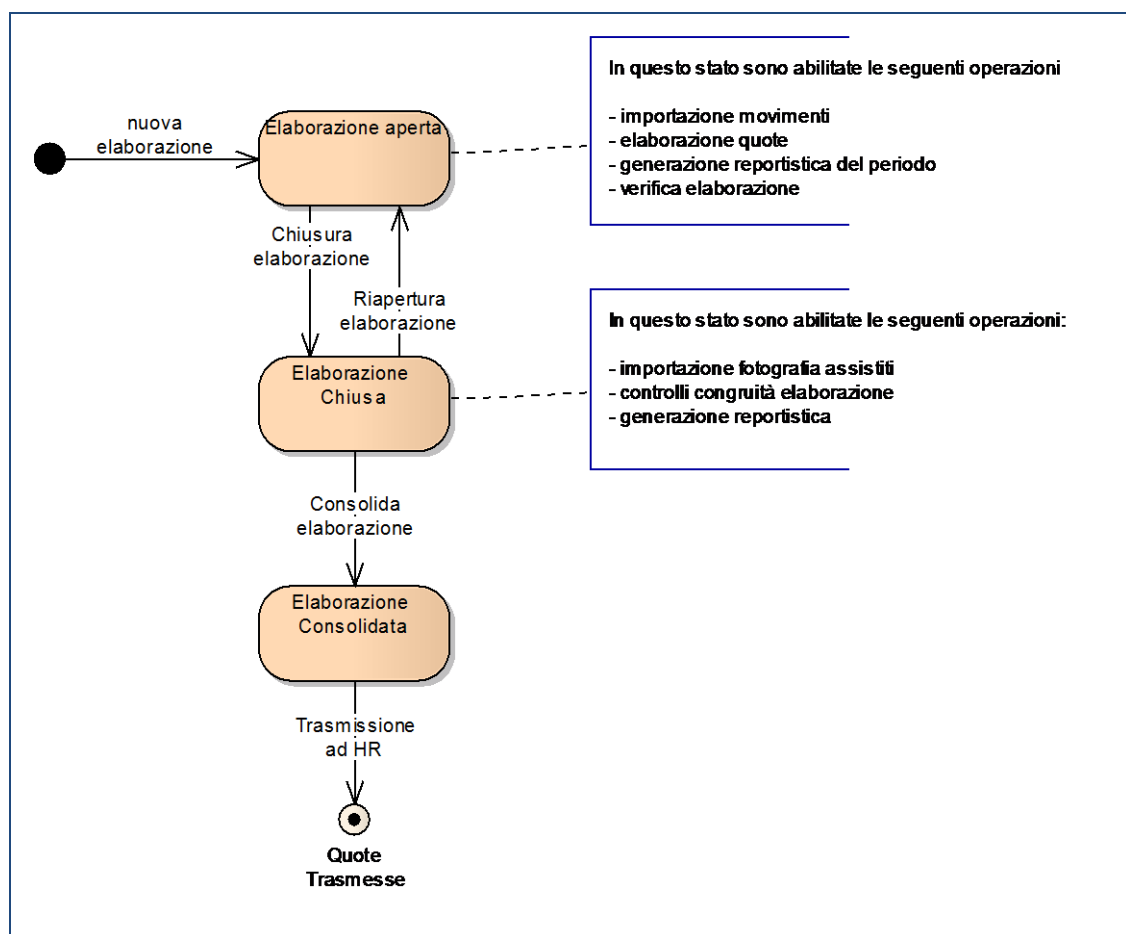 nuova
elaborazione
Elaborazione aperta
In questo stato sono abilitate le seguenti operazioni
- importazione movimenti
- elaborazione quote
- generazione reportistica del periodo
- verifica elaborazione
Chiusura
elaborazione
Riapertura
elaborazione
Elaborazione
Chiusa
In questo stato sono abilitate le seguenti operazioni:
- importazione fotografia assistiti
- controlli congruità elaborazione
- generazione reportistica
Consolida
elaborazione
Elaborazione
Consolidata
Trasmissione
ad HR
Quote
Trasmesse